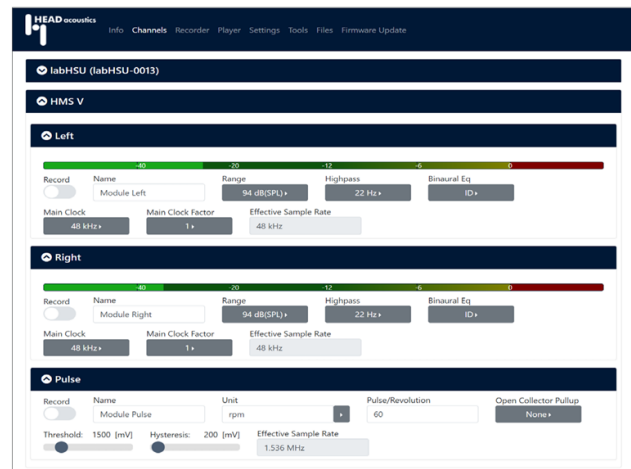 HEAD acoustics
Info Channels Recorder Player Settings Tools Files Firmware Update
labHSU (labHSU-0013)
HMS V
Left
-40 -20 -12 -6 0
Record Name Range Highpass Binaural Eq
Module Left 94 dB(SPL) 22 Hz ID
Main Clock Main Clock Factor Effective Sample Rate
48 kHz 1 48 kHz
Right
-40 -20 -12 -6 0
Record Name Range Highpass Binaural Eq
Module Right 94 dB(SPL) 22 Hz ID
Main Clock Main Clock Factor Effective Sample Rate
48 kHz 1 48 kHz
Pulse
Record Name Unit Pulse/Revolution Open Collector Pullup
Module Pulse rpm 60 None
Threshold: 1500 [mV] Hysteresis: 200 [mV] Effective Sample Rate
1.536 MHz